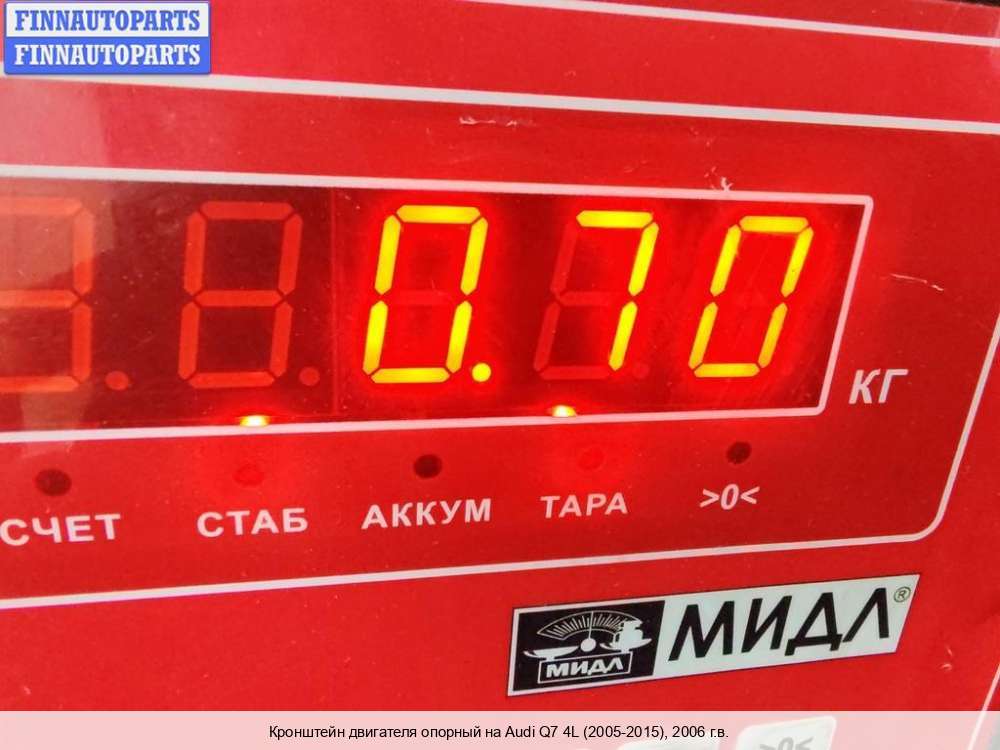 FINNAUTOPARTS
FINNAUTOPARTS
0.70
КГ
СЧЕТ СТАБ АККУМ ТАРА >0<
МИДЛ МИДЛ®
>0<
Кронштейн двигателя опорный на Audi Q7 4L (2005-2015), 2006 г.в.